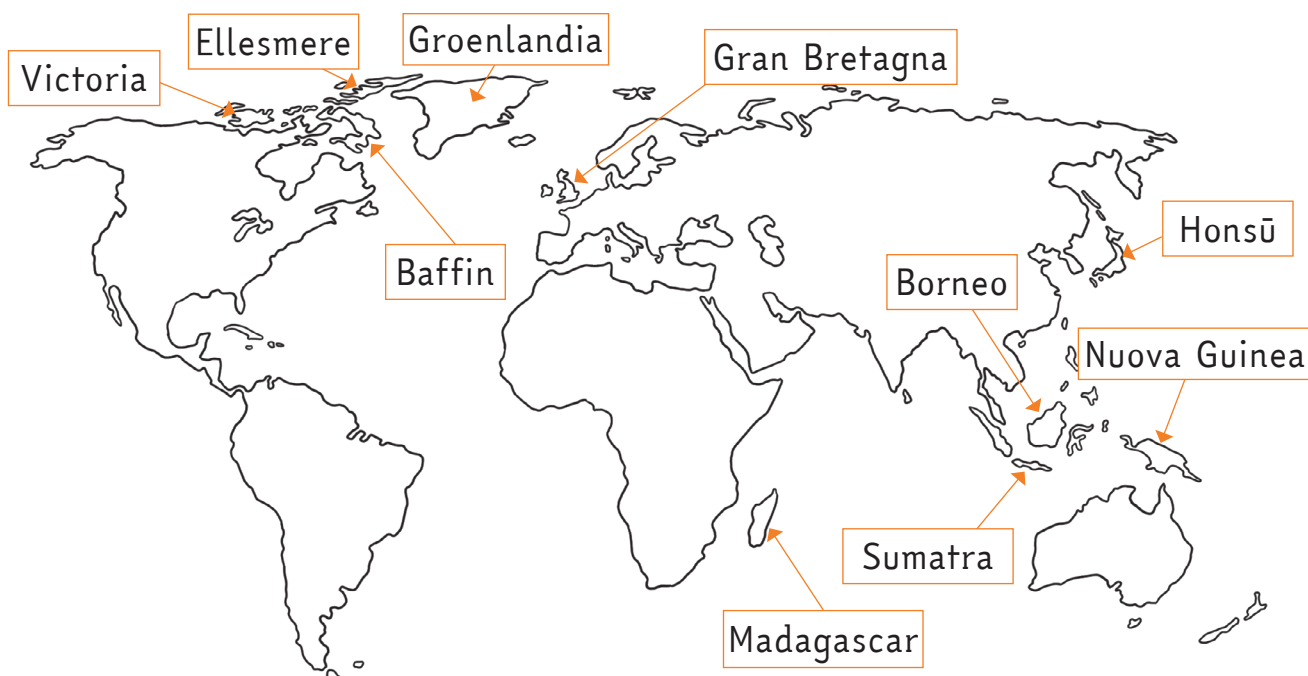 Ellesmere
Groenlandia
Gran Bretagna
Victoria
Honsū
Baffin
Borneo
Nuova Guinea
Sumatra
Madagascar